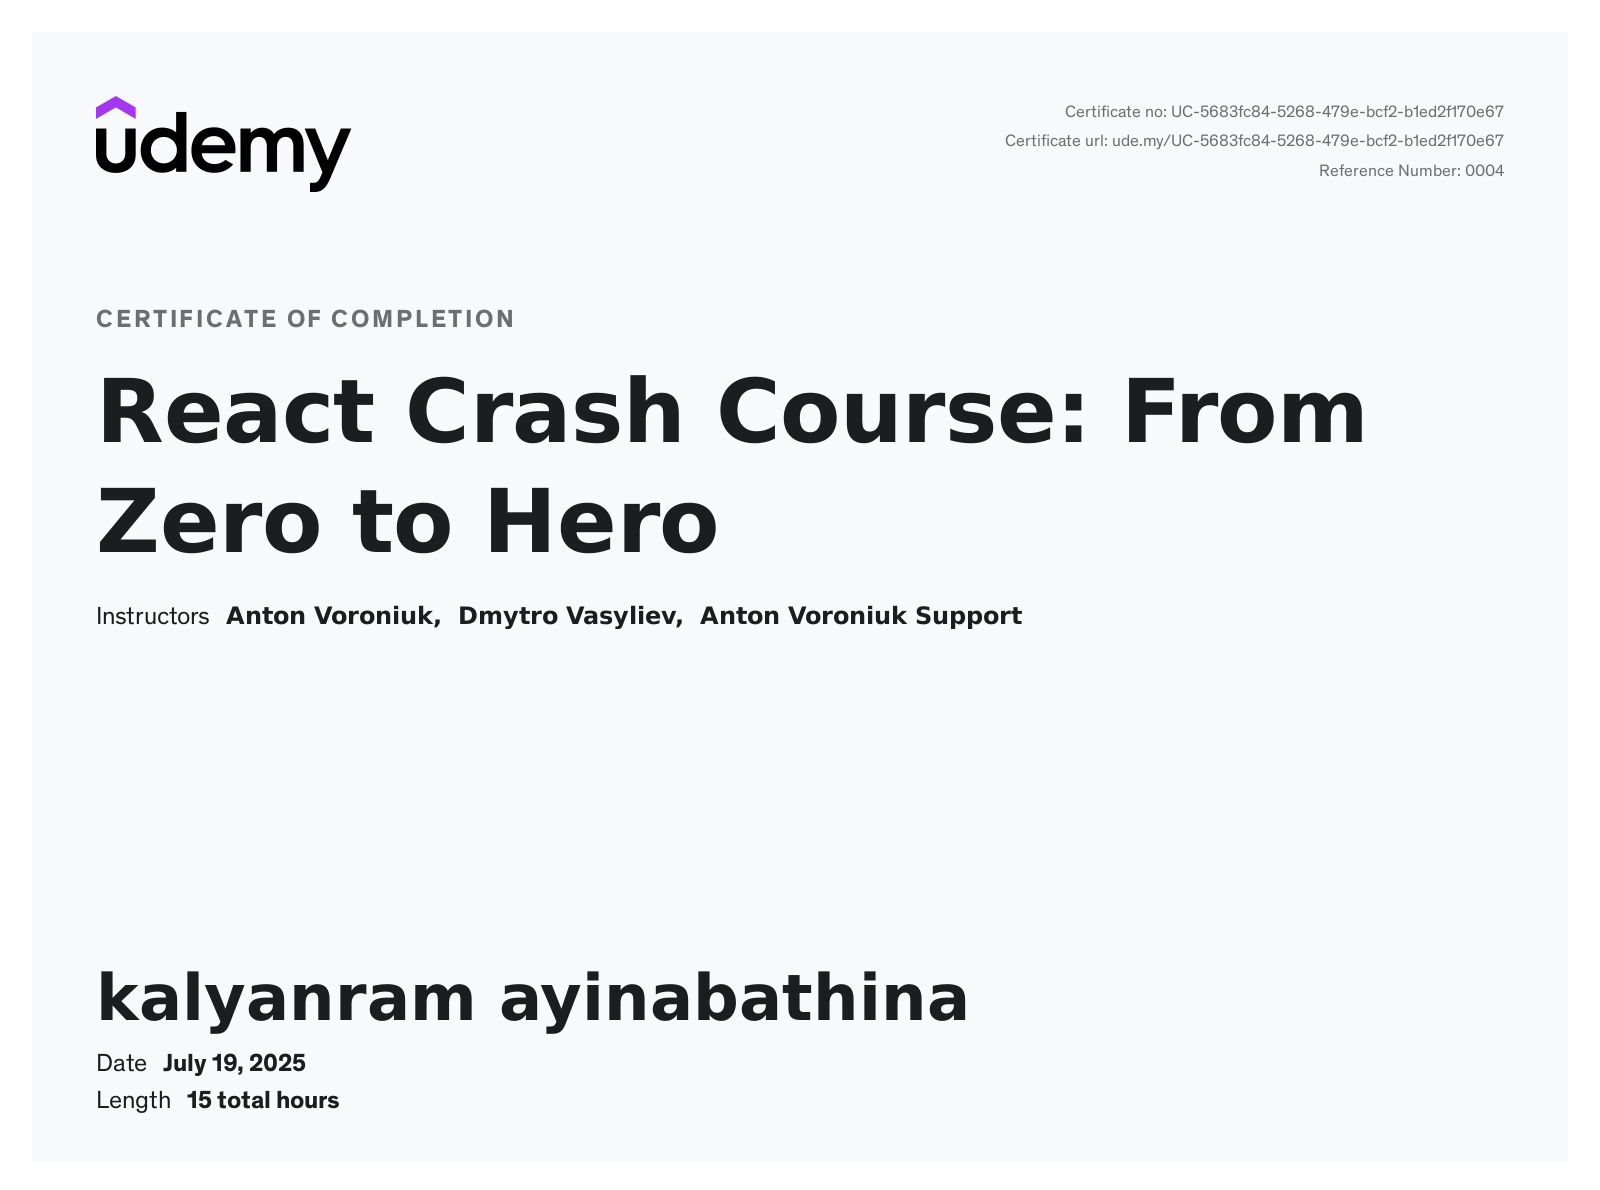 udemy
Certificate no: UC-5683fc84-5268-479e-bcf2-b1ed2f170e67
Certificate url: ude.my/UC-5683fc84-5268-479e-bcf2-b1ed2f170e67
Reference Number: 0004
CERTIFICATE OF COMPLETION
React Crash Course: From
Zero to Hero
Instructors Anton Voroniuk, Dmytro Vasyliev, Anton Voroniuk Support
kalyanram ayinabathina
Date July 19, 2025
Length 15 total hours